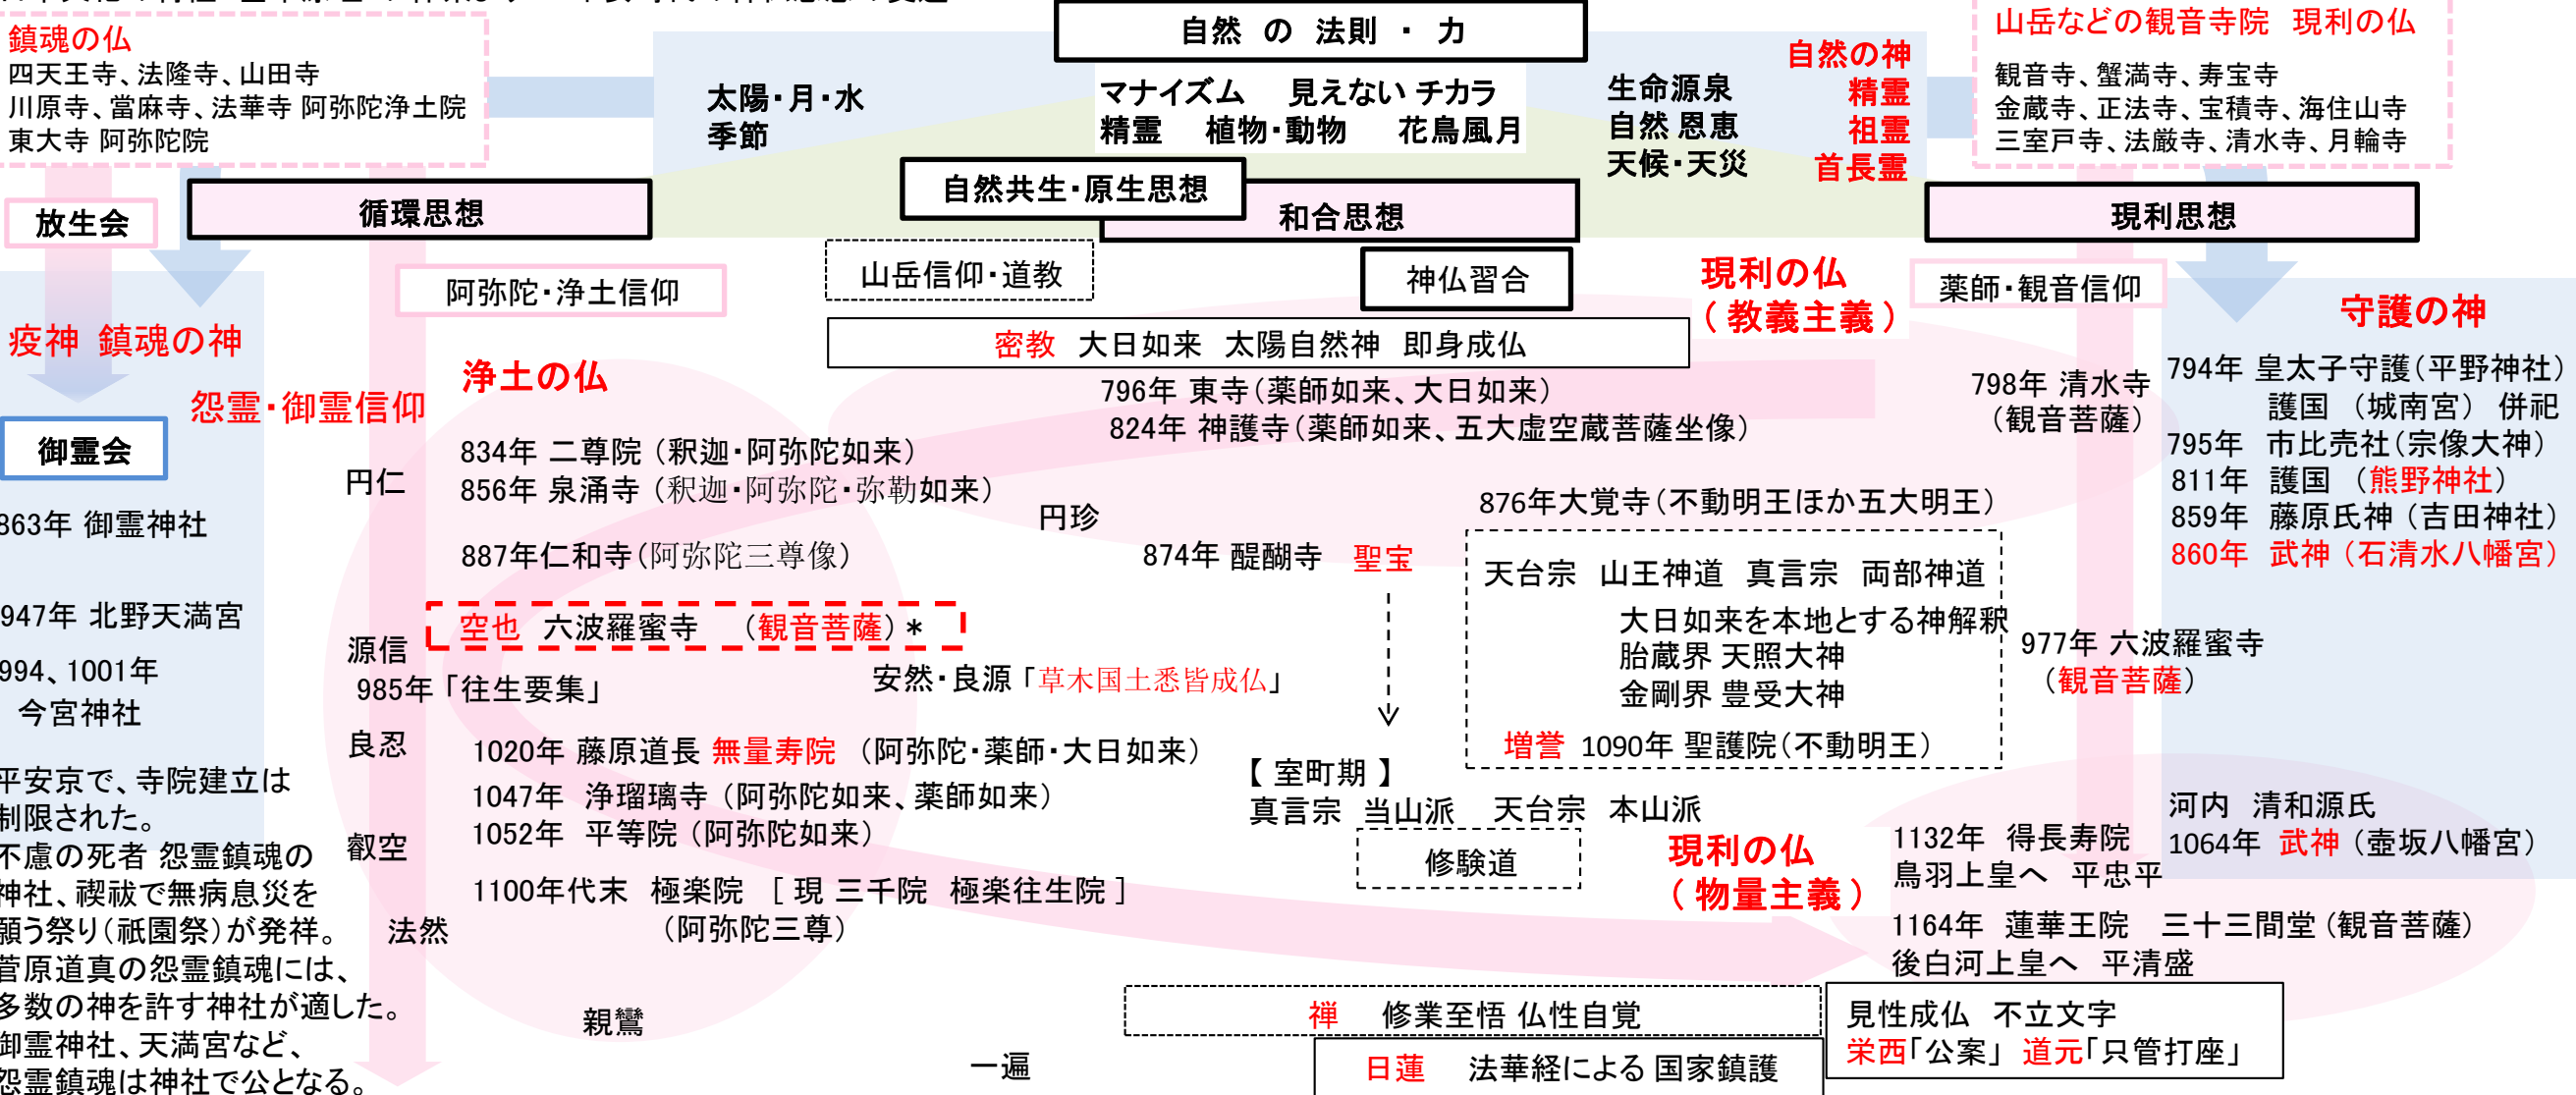 鎮魂の仏
四天王寺、法隆寺、山田寺
川原寺、當麻寺、法華寺 阿弥陀浄土院
東大寺 阿弥陀院
自然 の 法則 ・ 力
太陽・月・水
季節
マナイズム 見えない チカラ
精霊 植物・動物 花鳥風月
生命源泉
自然 恩恵
天候・天災
自然の神
精霊
祖霊
首長霊
山岳などの観音寺院 現利の仏
観音寺、蟹満寺、寿宝寺
金蔵寺、正法寺、宝積寺、海住山寺
三室戸寺、法厳寺、清水寺、月輪寺
放生会
循環思想
自然共生・原生思想
和合思想
現利思想
阿弥陀・浄土信仰
山岳信仰・道教
神仏習合
現利の仏
（教義主義）
薬師・観音信仰
守護の神
疫神 鎮魂の神
怨霊・御霊信仰
御霊会
863年 御霊神社
947年 北野天満宮
994、1001年
今宮神社
平安京で、寺院建立は
制限された。
不慮の死者 怨霊鎮魂の
神社、禊祓で無病息災を
願う祭り（祇園祭）が発祥。
菅原道真の怨霊鎮魂には、
多数の神を許す神社が適した。
御霊神社、天満宮など、
怨霊鎮魂は神社で公となる。
浄土の仏
円仁
834年 二尊院（釈迦・阿弥陀如来）
856年 泉涌寺（釈迦・阿弥陀・弥勒如来）
887年仁和寺（阿弥陀三尊像）
空也 六波羅蜜寺 （観音菩薩）*
源信
985年「往生要集」
良忍
1020年 藤原道長 無量寿院 （阿弥陀・薬師・大日如来）
1047年 浄瑠璃寺（阿弥陀如来、薬師如来）
1052年 平等院（阿弥陀如来）
叡空
1100年代末 極楽院 ［ 現 三千院 極楽往生院 ］
（阿弥陀三尊）
法然
親鸞
一遍
密教 大日如来 太陽自然神 即身成仏
796年 東寺（薬師如来、大日如来）
824年 神護寺（薬師如来、五大虚空蔵菩薩坐像）
円珍
876年大覚寺（不動明王ほか五大明王）
874年 醍醐寺 聖宝
安然・良源「草木国土悉皆成仏」
天台宗 山王神道 真言宗 両部神道
大日如来を本地とする神解釈
胎蔵界 天照大神
金剛界 豊受大神
増誉 1090年 聖護院（不動明王）
【 室町期 】
真言宗 当山派 天台宗 本山派
修験道
現利の仏
（物量主義）
798年 清水寺
（観音菩薩）
977年 六波羅蜜寺
（観音菩薩）
794年 皇太子守護（平野神社）
護国 （城南宮） 併祀
795年 市比売社（宗像大神）
811年 護国 （熊野神社）
859年 藤原氏神（吉田神社）
860年 武神（石清水八幡宮）
河内 清和源氏
1064年 武神（壺坂八幡宮）
1132年 得長寿院
鳥羽上皇へ 平忠平
1164年 蓮華王院 三十三間堂（観音菩薩）
後白河上皇へ 平清盛
禅 修業至悟 仏性自覚
見性成仏 不立文字
栄西「公案」 道元「只管打座」
日蓮 法華経による 国家鎮護